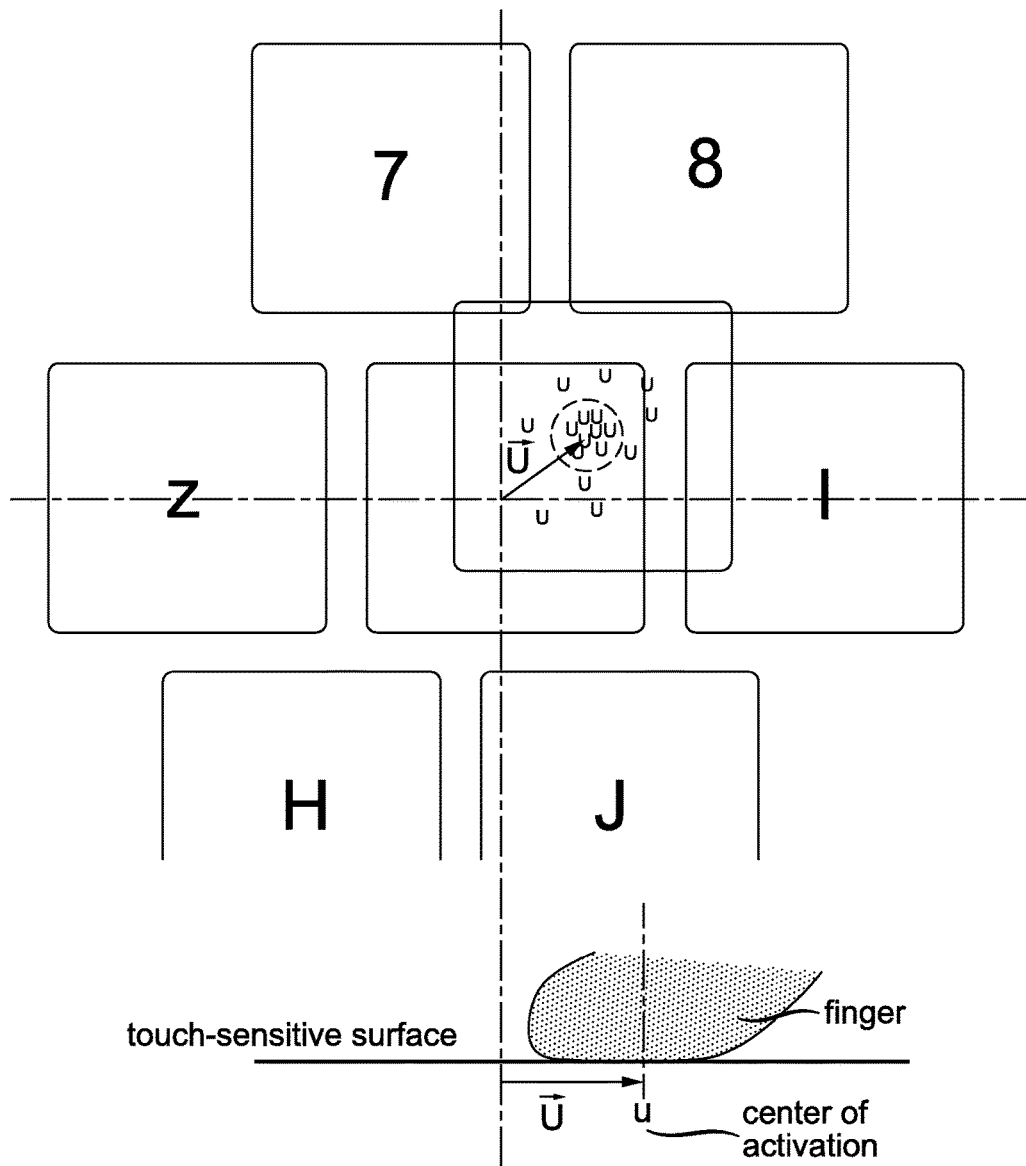 7 8
U U U
U U U
U U U U
U
U⃗ U U U
U
z I
U U
H J
touch-sensitive surface
finger
U⃗ u
center of
activation